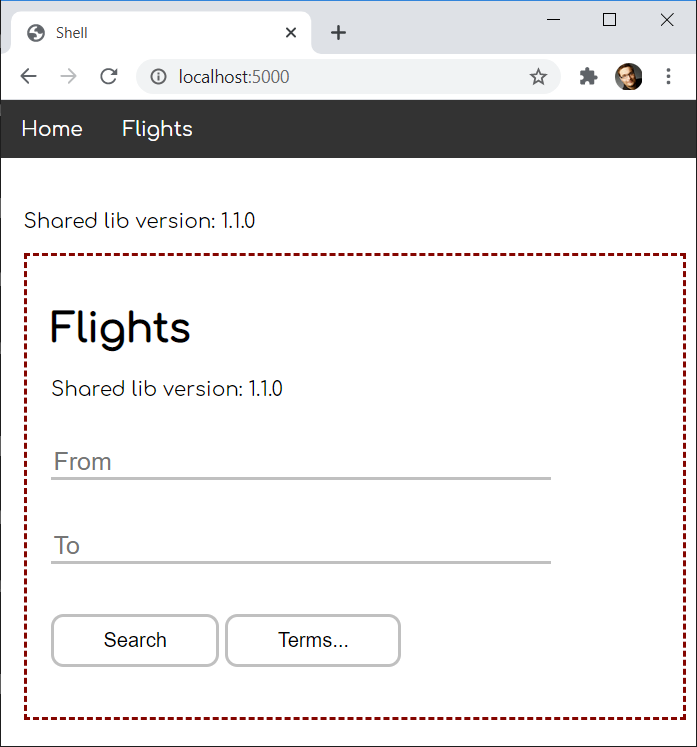 Shell
localhost:5000
Home Flights
Shared lib version: 1.1.0
Flights
Shared lib version: 1.1.0
From
To
Search Terms...